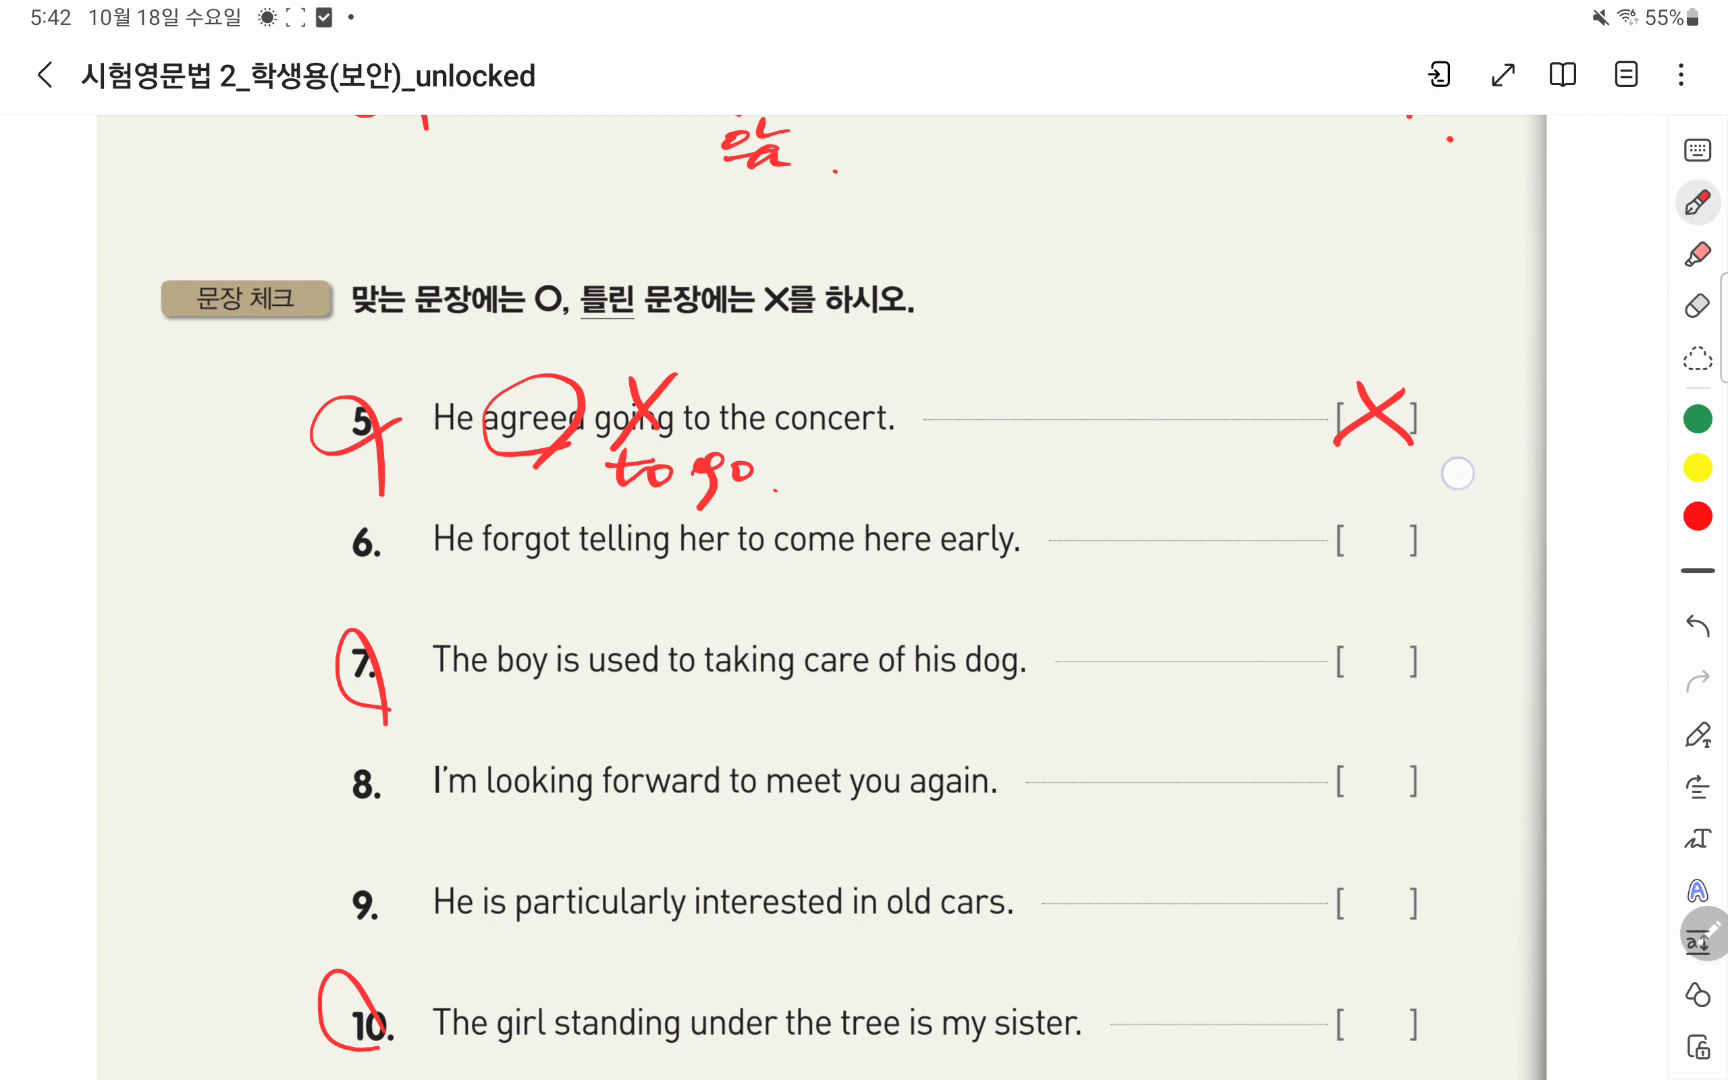 5:42 10월 18일 수요일
55%
시험영문법 2_학생용(보안)_unlocked
않
문장 체크 맞는 문장에는 O, 틀린 문장에는 X를 하시오.
5. He agreed going to the concert. [ X ]
to go.
6. He forgot telling her to come here early. [ ]
7. The boy is used to taking care of his dog. [ ]
8. I'm looking forward to meet you again. [ ]
9. He is particularly interested in old cars. [ ]
10. The girl standing under the tree is my sister. [ ]